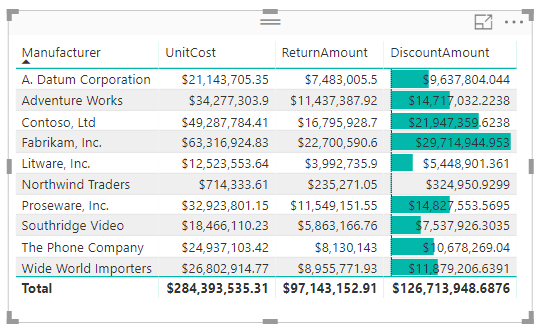 Manufacturer UnitCost ReturnAmount DiscountAmount
A. Datum Corporation $21,143,705.35 $7,483,005.5 $9,637,804.044
Adventure Works $34,277,303.9 $11,437,387.92 $14,717,032.2238
Contoso, Ltd $49,287,784.41 $16,795,928.7 $21,947,359.6238
Fabrikam, Inc. $63,316,924.83 $22,700,590.6 $29,714,944.953
Litware, Inc. $12,523,553.64 $3,992,735.9 $5,448,901.361
Northwind Traders $714,333.61 $235,271.05 $324,950.9299
Proseware, Inc. $32,923,801.15 $11,549,151.55 $14,827,553.5695
Southridge Video $18,466,110.23 $5,863,166.76 $7,537,926.3035
The Phone Company $24,937,103.42 $8,130,143 $10,678,269.04
Wide World Importers $26,802,914.77 $8,955,771.93 $11,879,206.6391
Total $284,393,535.31 $97,143,152.91 $126,713,948.6876